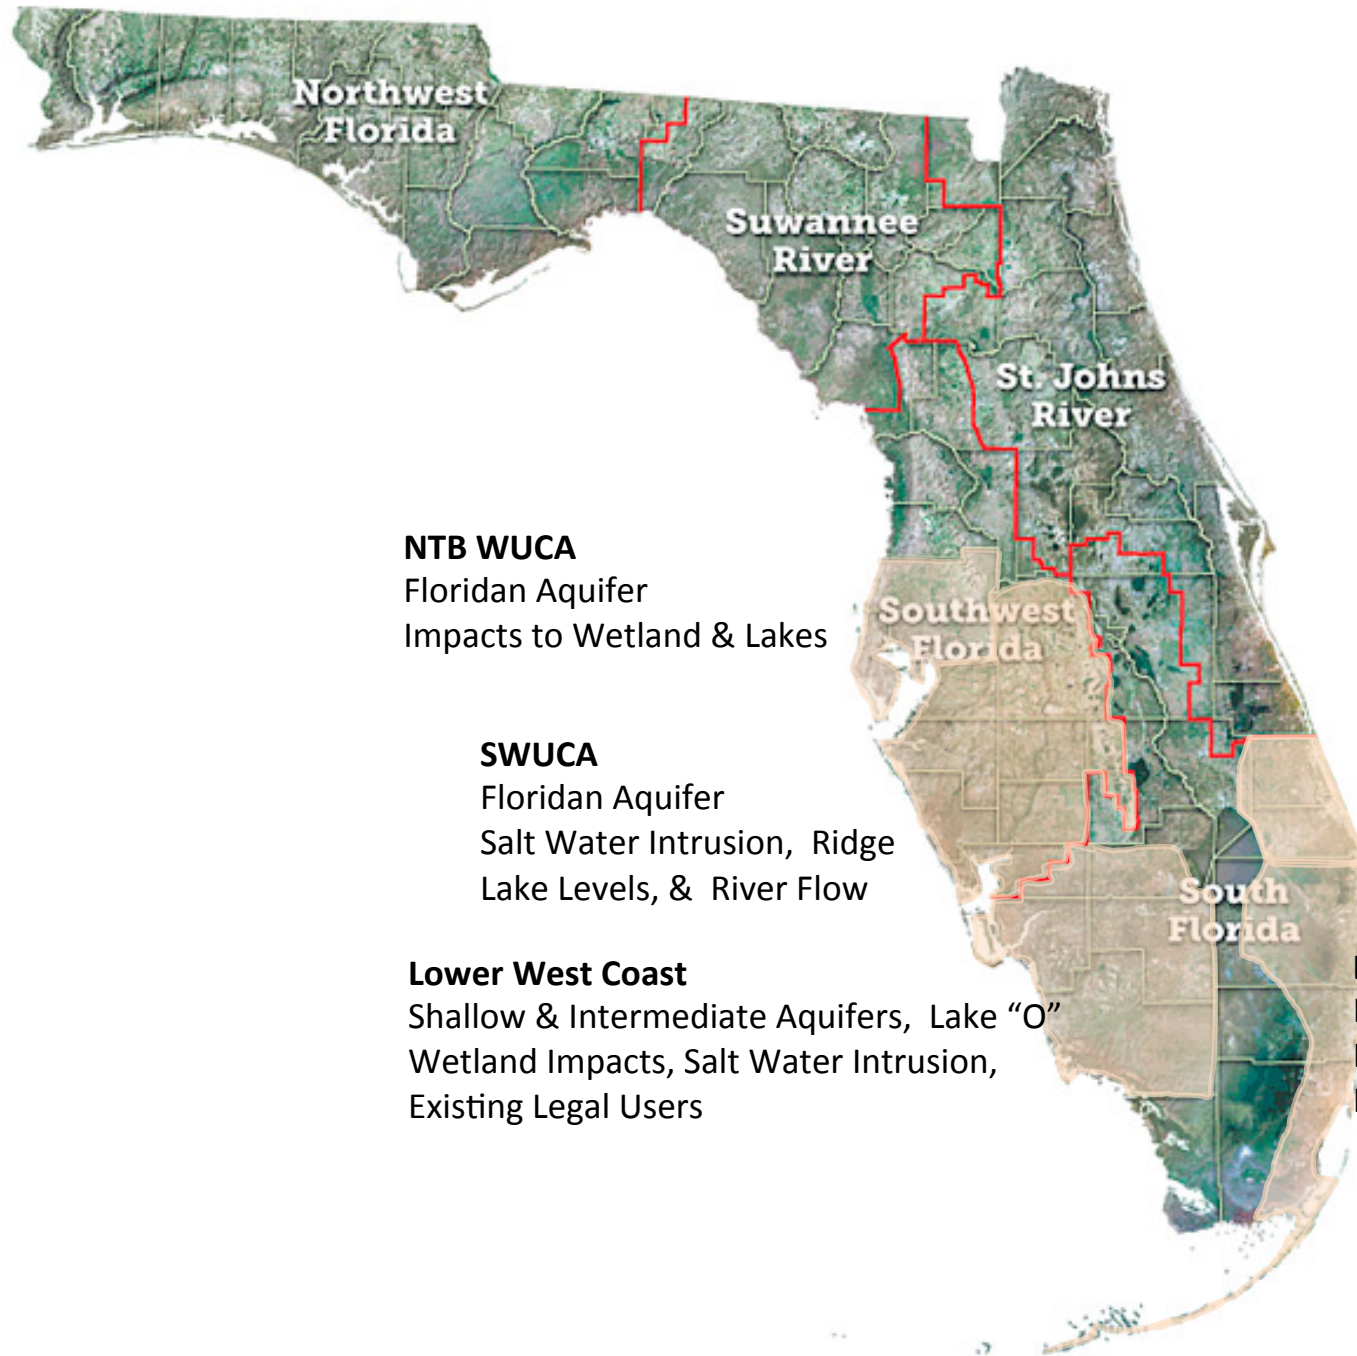 Northwest
Florida
Suwannee
River
St. Johns
River
NTB WUCA
Floridan Aquifer
Impacts to Wetland & Lakes
Southwest
Florida
SWUCA
Floridan Aquifer
Salt Water Intrusion, Ridge
Lake Levels, & River Flow
South
Florida
Lower West Coast
Shallow & Intermediate Aquifers, Lake “O”
Wetland Impacts, Salt Water Intrusion,
Existing Legal Users